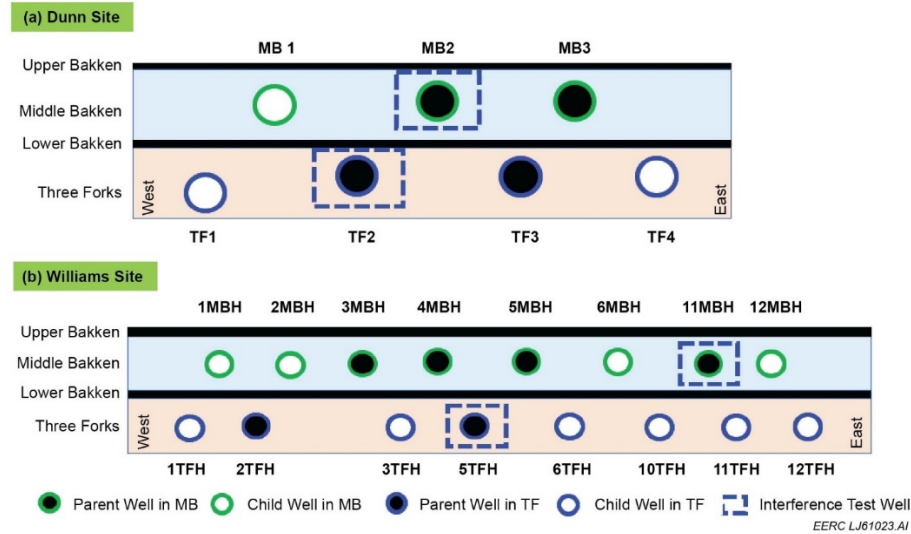 (a) Dunn Site
MB 1 MB2 MB3
Upper Bakken
Middle Bakken
Lower Bakken
Three Forks
West
East
TF1 TF2 TF3 TF4
(b) Williams Site
1MBH 2MBH 3MBH 4MBH 5MBH 6MBH 11MBH 12MBH
Upper Bakken
Middle Bakken
Lower Bakken
Three Forks
West
East
1TFH 2TFH 3TFH 5TFH 6TFH 10TFH 11TFH 12TFH
Parent Well in MB Child Well in MB Parent Well in TF Child Well in TF Interference Test Well
EERC LJ61023.AI